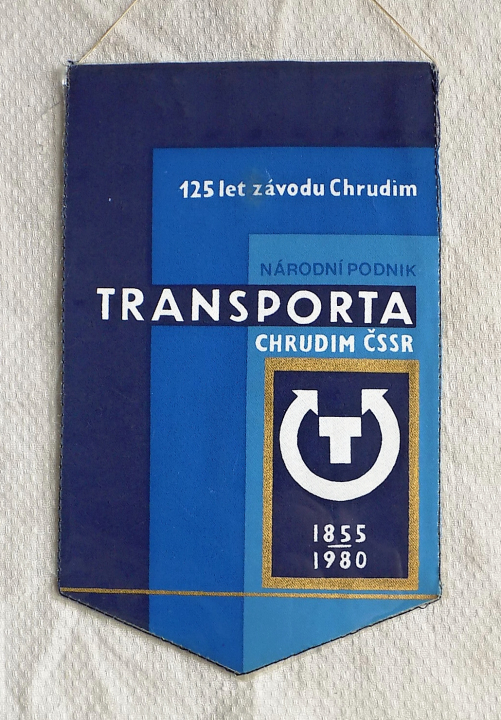 125 let závodu Chrudim
NÁRODNÍ PODNIK
TRANSPORTA
CHRUDIM ČSSR
T
1855
1980